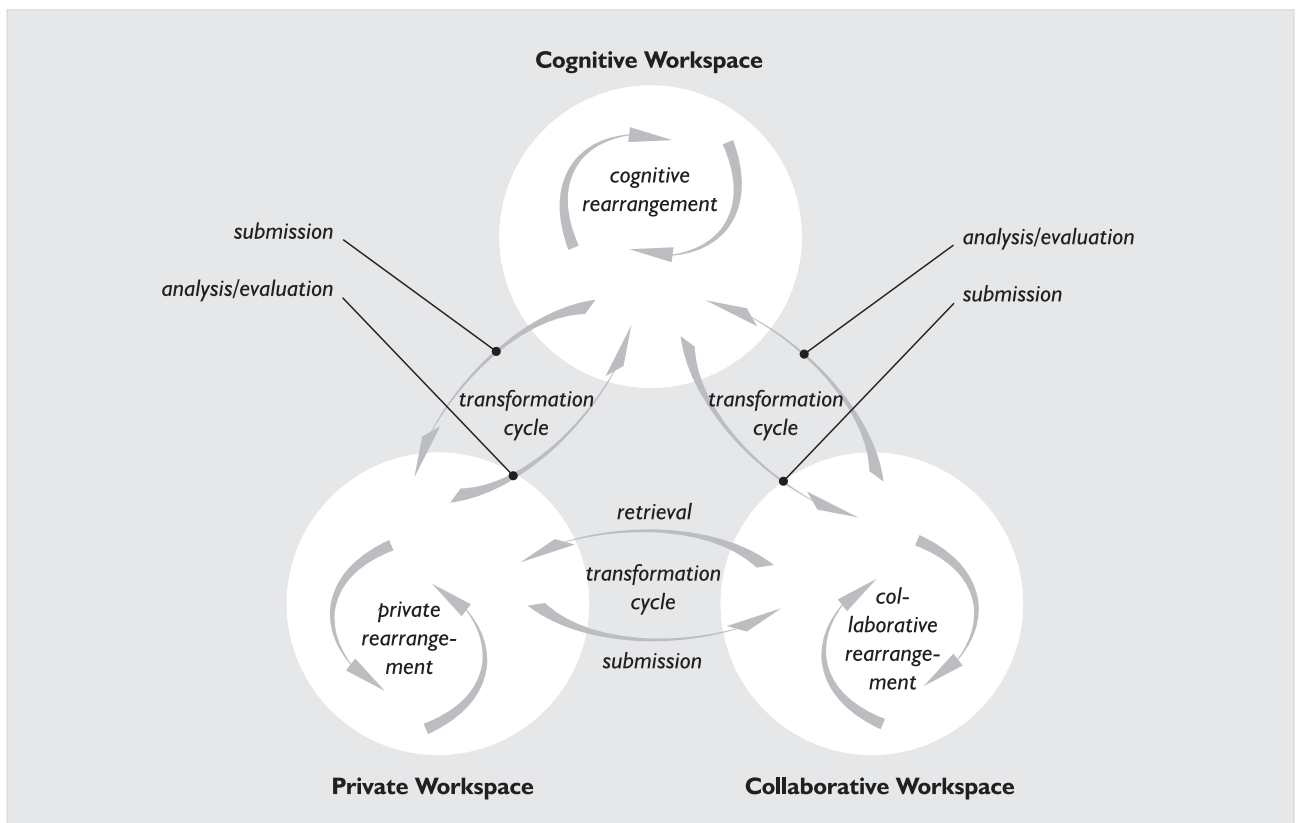 Cognitive Workspace
cognitive
rearrangement
submission
analysis/evaluation
analysis/evaluation
submission
transformation
cycle
transformation
cycle
retrieval
transformation
cycle
submission
private
rearrange-
ment
col-
laborative
rearrange-
ment
Private Workspace
Collaborative Workspace